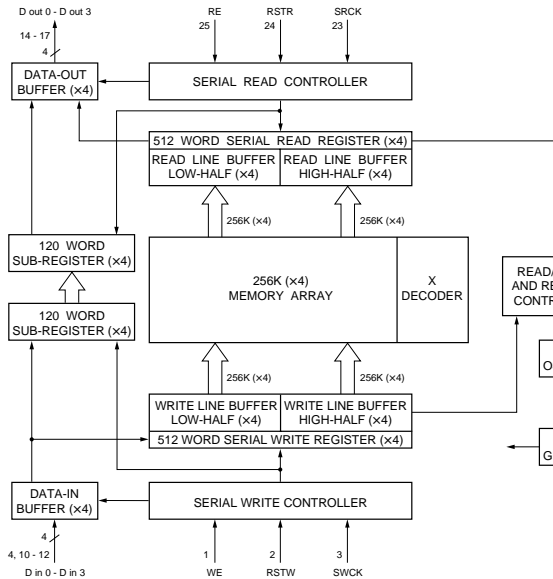 D out 0 - D out 3
RE
RSTR
SRCK
14 - 17
25
24
23
4
DATA-OUT
BUFFER (×4)
SERIAL READ CONTROLLER
512 WORD SERIAL READ REGISTER (×4)
READ LINE BUFFER
LOW-HALF (×4)
READ LINE BUFFER
HIGH-HALF (×4)
256K (×4)
256K (×4)
120 WORD
SUB-REGISTER (×4)
256K (×4)
MEMORY ARRAY
X
DECODER
READ/
AND RE
CONTR
120 WORD
SUB-REGISTER (×4)
O
256K (×4)
256K (×4)
WRITE LINE BUFFER
LOW-HALF (×4)
WRITE LINE BUFFER
HIGH-HALF (×4)
512 WORD SERIAL WRITE REGISTER (×4)
G
DATA-IN
BUFFER (×4)
SERIAL WRITE CONTROLLER
4
4, 10 - 12
1
2
3
D in 0 - D in 3
WE
RSTW
SWCK